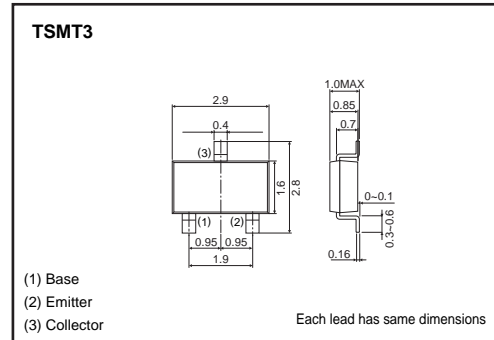 TSMT3
1.0MAX
2.9
0.85
0.4
0.7
(3)
1.6
2.8
0~0.1
(1)
(2)
0.3~0.6
0.95
0.95
0.16
1.9
(1) Base
(2) Emitter
(3) Collector
Each lead has same dimensions